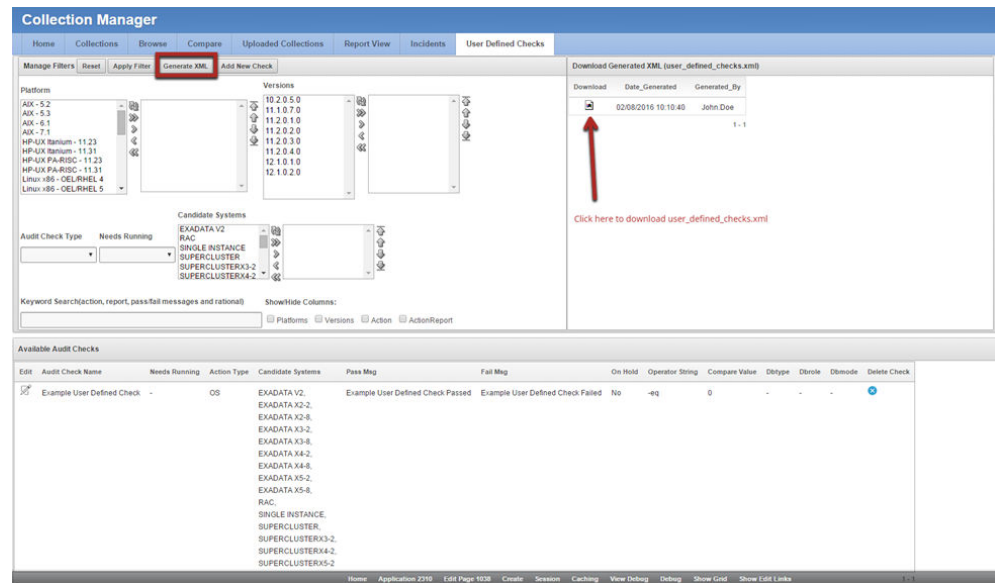 Collection Manager
Home Collections Browse Compare Uploaded Collections Report View Incidents User Defined Checks
Manage Filters Reset Apply Filter Generate XML Add New Check
Platform
AIX - 5.2
AIX - 5.3
AIX - 6.1
AIX - 7.1
HP-UX Itanium - 11.23
HP-UX Itanium - 11.31
HP-UX PA-RISC - 11.23
HP-UX PA-RISC - 11.31
Linux x86 - OEL/RHEL 4
Linux x86 - OEL/RHEL 5
Versions
10.2.0.5.0
11.1.0.7.0
11.2.0.1.0
11.2.0.2.0
11.2.0.3.0
11.2.0.4.0
12.1.0.1.0
12.1.0.2.0
Audit Check Type Needs Running
Candidate Systems
EXADATA V2
RAC
SINGLE INSTANCE
SUPERCLUSTER
SUPERCLUSTERX3-2
SUPERCLUSTERX4-2
Keyword Search(action, report, pass/fail messages and rational)
Show/Hide Columns:
Platforms Versions Action ActionReport
Download Generated XML (user_defined_checks.xml)
Download Date_Generated Generated_By
02/08/2016 10:10:40 John.Doe
1 - 1
Click here to download user_defined_checks.xml
Available Audit Checks
Edit Audit Check Name Needs Running Action Type Candidate Systems Pass Msg Fail Msg On Hold Operator String Compare Value Dbtype Dbrole Dbmode Delete Check
Example User Defined Check - OS EXADATA V2, Example User Defined Check Passed Example User Defined Check Failed No -eq 0 - - -
EXADATA X2-2,
EXADATA X2-8,
EXADATA X3-2,
EXADATA X3-8,
EXADATA X4-2,
EXADATA X4-8,
EXADATA X5-2,
EXADATA X5-8,
RAC,
SINGLE INSTANCE,
SUPERCLUSTER,
SUPERCLUSTERX3-2,
SUPERCLUSTERX4-2,
SUPERCLUSTERX5-2
Home Application 2310 Edit Page 1038 Create Session Caching View Debug Debug Show Grid Show Edit Links
1 - 1